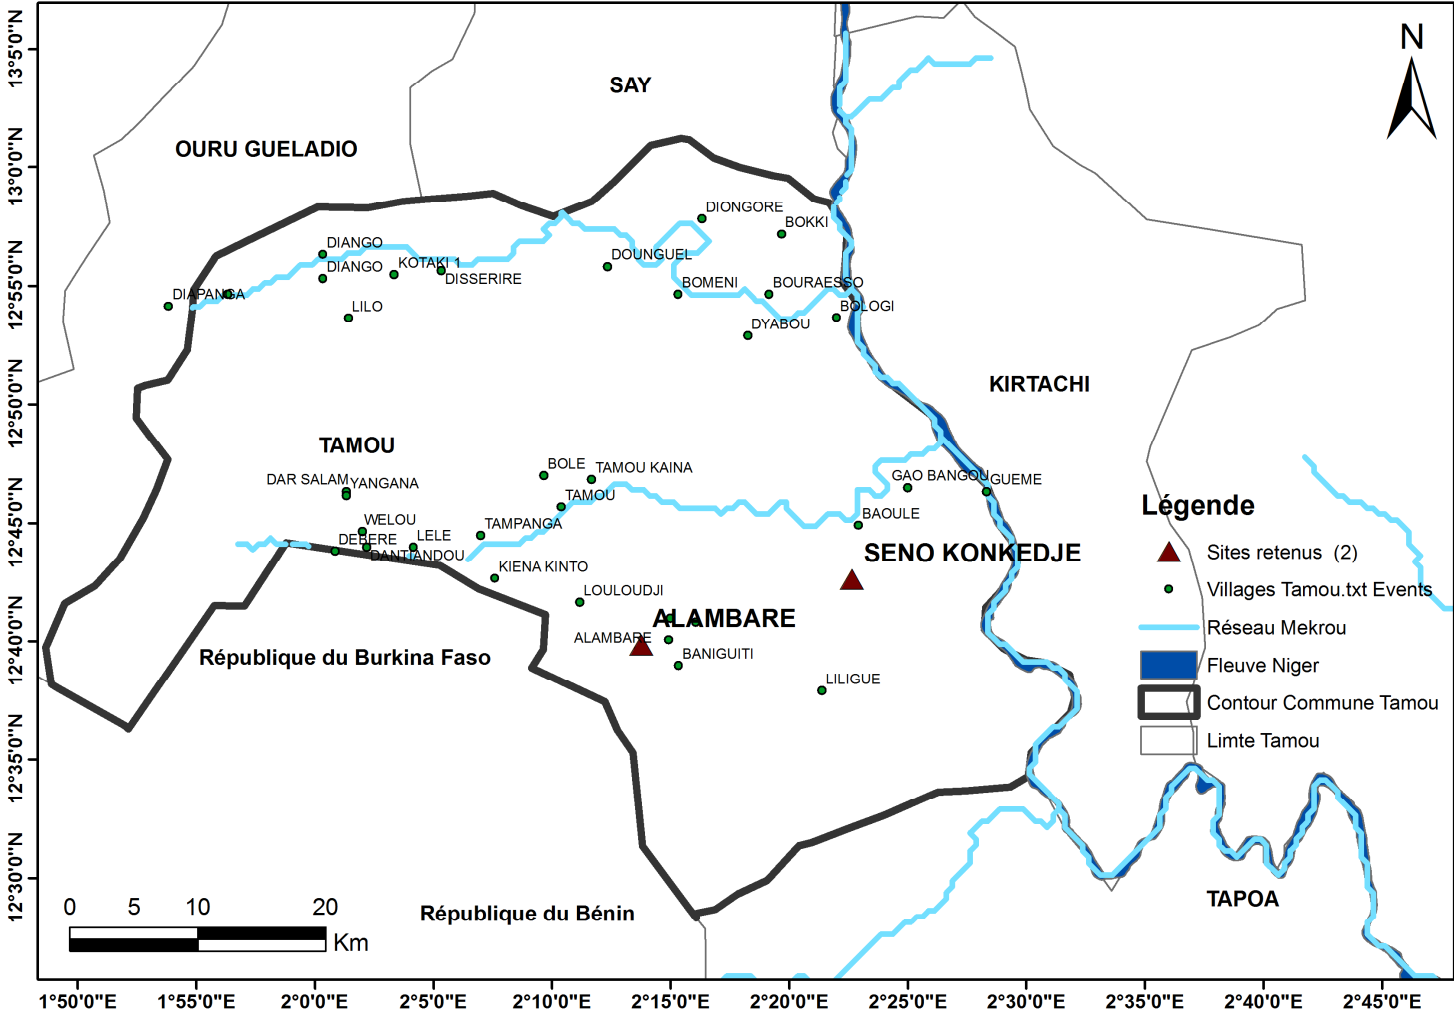 N
SAY
OURU GUELADIO
DIONGORE
BOKKI
DIANGO
DOUNGUEL
KOTAKI 1
DIANGO
DISSERIRE
BOMENI
BOURAESSO
DIAPANGA
LILO
BOLOGI
DYABOU
KIRTACHI
TAMOU
BOLE
TAMOU KAINA
DAR SALAM
YANGANA
GAO BANGOU
GUEME
TAMOU
BAOULE
WELOU
TAMPANGA
DEBERE
LELE
DANTIANDOU
SENO KONKEDJE
KIENA KINTO
LOULOUDJI
ALAMBARE
ALAMBARE
BANIGUITI
République du Burkina Faso
LILIGUE
Légende
Sites retenus (2)
Villages Tamou.txt Events
Réseau Mekrou
Fleuve Niger
Contour Commune Tamou
Limte Tamou
TAPOA
République du Bénin
0 5 10 20
Km
13°5'0"N
13°0'0"N
12°55'0"N
12°50'0"N
12°45'0"N
12°40'0"N
12°35'0"N
12°30'0"N
1°50'0"E 1°55'0"E 2°0'0"E 2°5'0"E 2°10'0"E 2°15'0"E 2°20'0"E 2°25'0"E 2°30'0"E 2°35'0"E 2°40'0"E 2°45'0"E